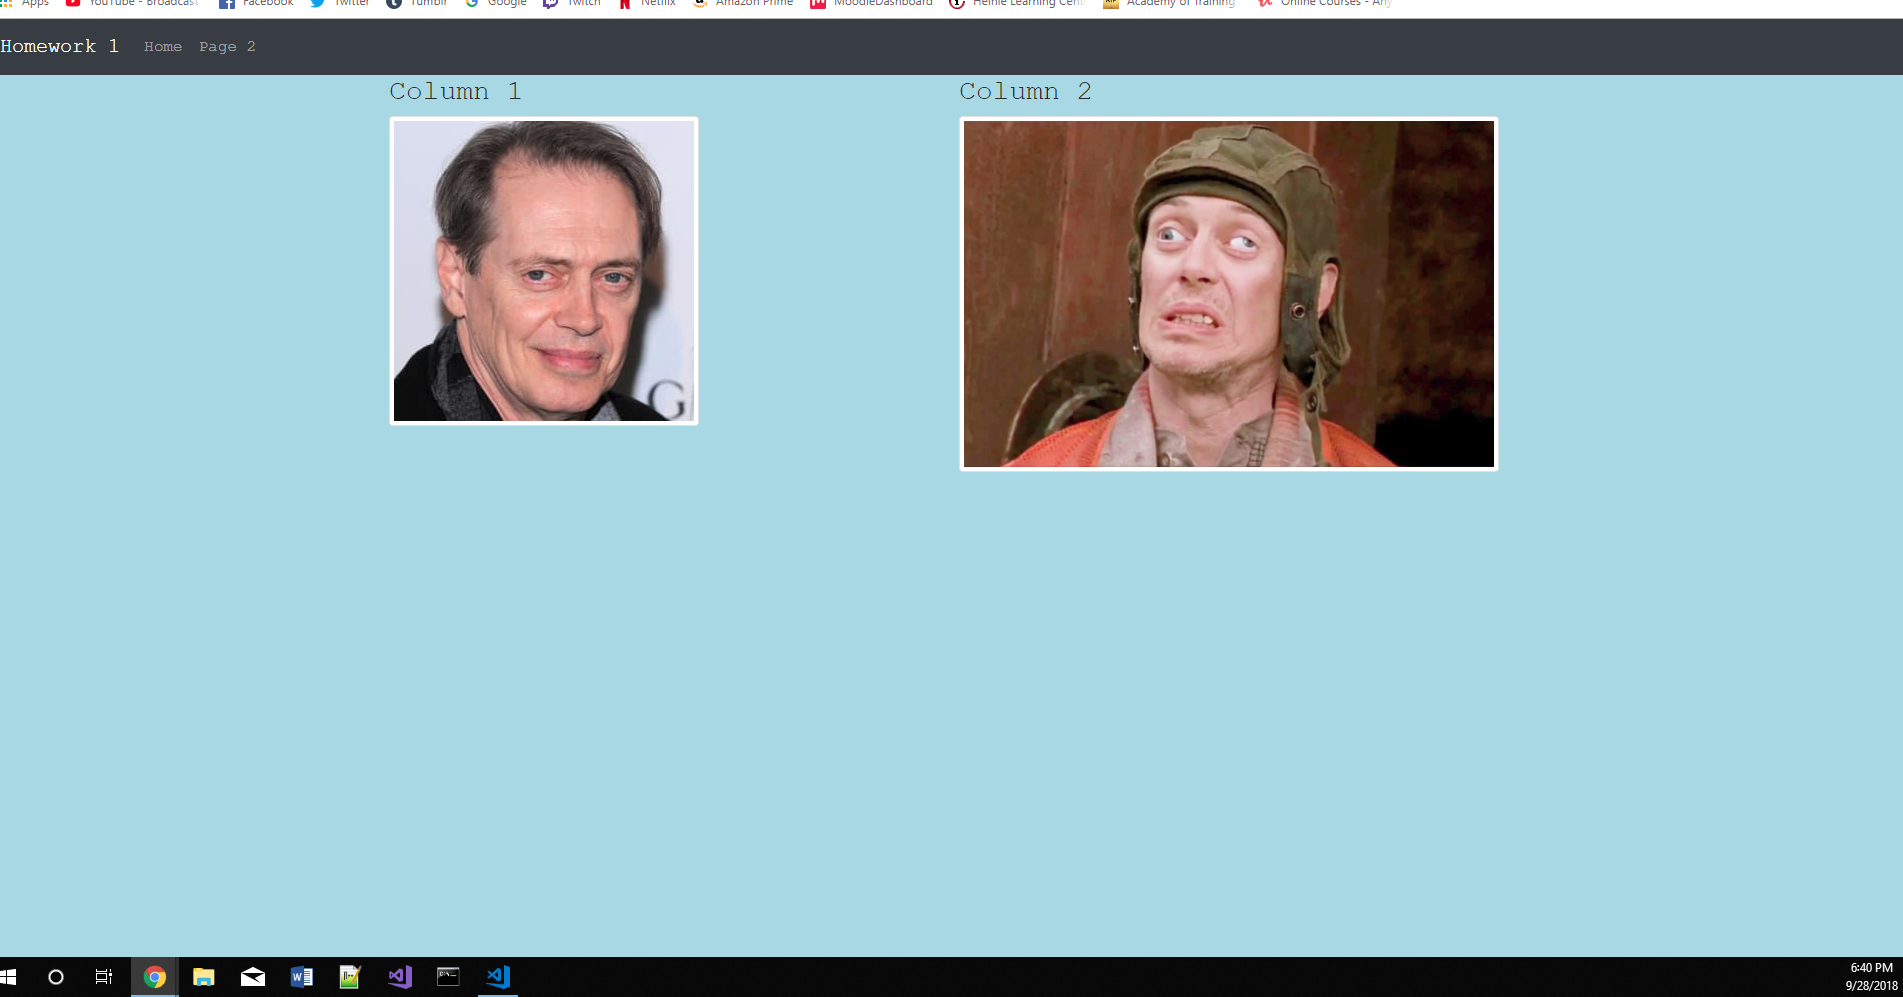 Apps YouTube - Broadcast Facebook Twitter Tumblr Google Twitch Netflix Amazon Prime MoodleDashboard Helnie Learning Cent Academy of Training Online Courses - Any
Homework 1 Home Page 2
Column 1 Column 2
G
6:40 PM
9/28/2018